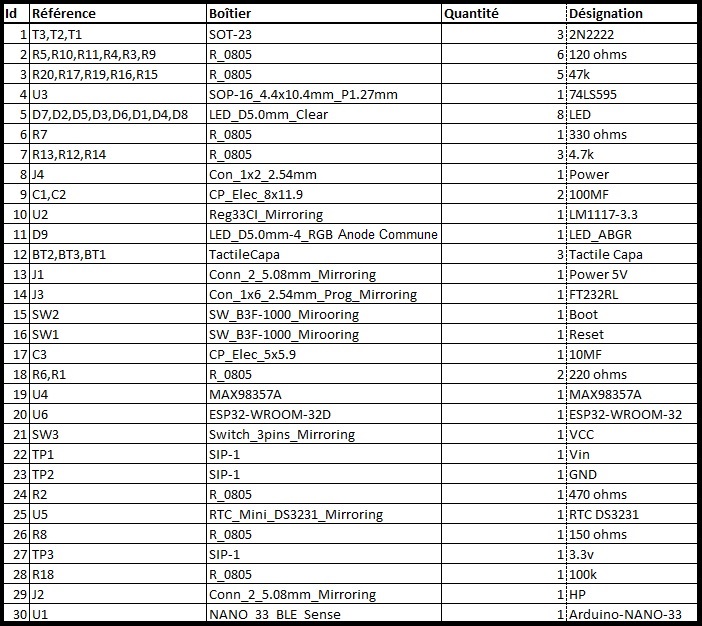 Id Référence Boîtier Quantité Désignation
1 T3,T2,T1 SOT-23 3 2N2222
2 R5,R10,R11,R4,R3,R9 R_0805 6 120 ohms
3 R20,R17,R19,R16,R15 R_0805 5 47k
4 U3 SOP-16_4.4x10.4mm_P1.27mm 1 74LS595
5 D7,D2,D5,D3,D6,D1,D4,D8 LED_D5.0mm_Clear 8 LED
6 R7 R_0805 1 330 ohms
7 R13,R12,R14 R_0805 3 4.7k
8 J4 Con_1x2_2.54mm 1 Power
9 C1,C2 CP_Elec_8x11.9 2 100MF
10 U2 Reg33CI_Mirroring 1 LM1117-3.3
11 D9 LED_D5.0mm-4_RGB Anode Commune 1 LED_ABGR
12 BT2,BT3,BT1 TactileCapa 3 Tactile Capa
13 J1 Conn_2_5.08mm_Mirroring 1 Power 5V
14 J3 Con_1x6_2.54mm_Prog_Mirroring 1 FT232RL
15 SW2 SW_B3F-1000_Mirooring 1 Boot
16 SW1 SW_B3F-1000_Mirooring 1 Reset
17 C3 CP_Elec_5x5.9 1 10MF
18 R6,R1 R_0805 2 220 ohms
19 U4 MAX98357A 1 MAX98357A
20 U6 ESP32-WROOM-32D 1 ESP32-WROOM-32
21 SW3 Switch_3pins_Mirroring 1 VCC
22 TP1 SIP-1 1 Vin
23 TP2 SIP-1 1 GND
24 R2 R_0805 1 470 ohms
25 U5 RTC_Mini_DS3231_Mirroring 1 RTC DS3231
26 R8 R_0805 1 150 ohms
27 TP3 SIP-1 1 3.3v
28 R18 R_0805 1 100k
29 J2 Conn_2_5.08mm_Mirroring 1 HP
30 U1 NANO_33_BLE_Sense 1 Arduino-NANO-33